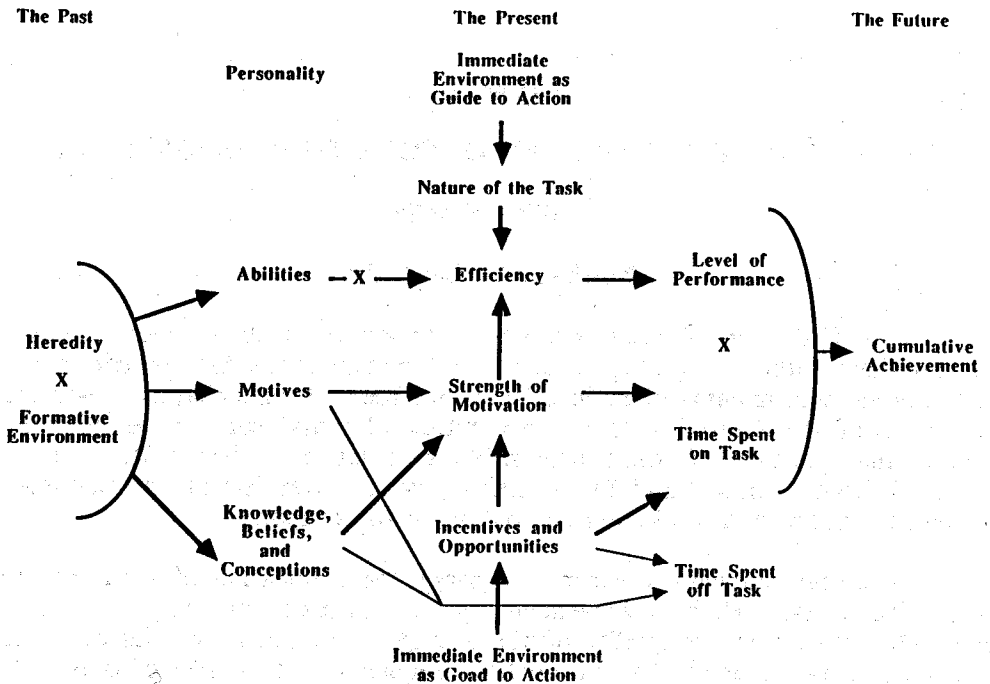 The Past
The Present
The Future
Personality
Immediate
Environment as
Guide to Action
Nature of the Task
Abilities
X
Efficiency
Level of
Performance
Heredity
X
Formative
Environment
Motives
Strength of
Motivation
X
Time Spent
on Task
Cumulative
Achievement
Knowledge,
Beliefs,
and
Conceptions
Incentives and
Opportunities
Time Spent
off Task
Immediate Environment
as Goad to Action